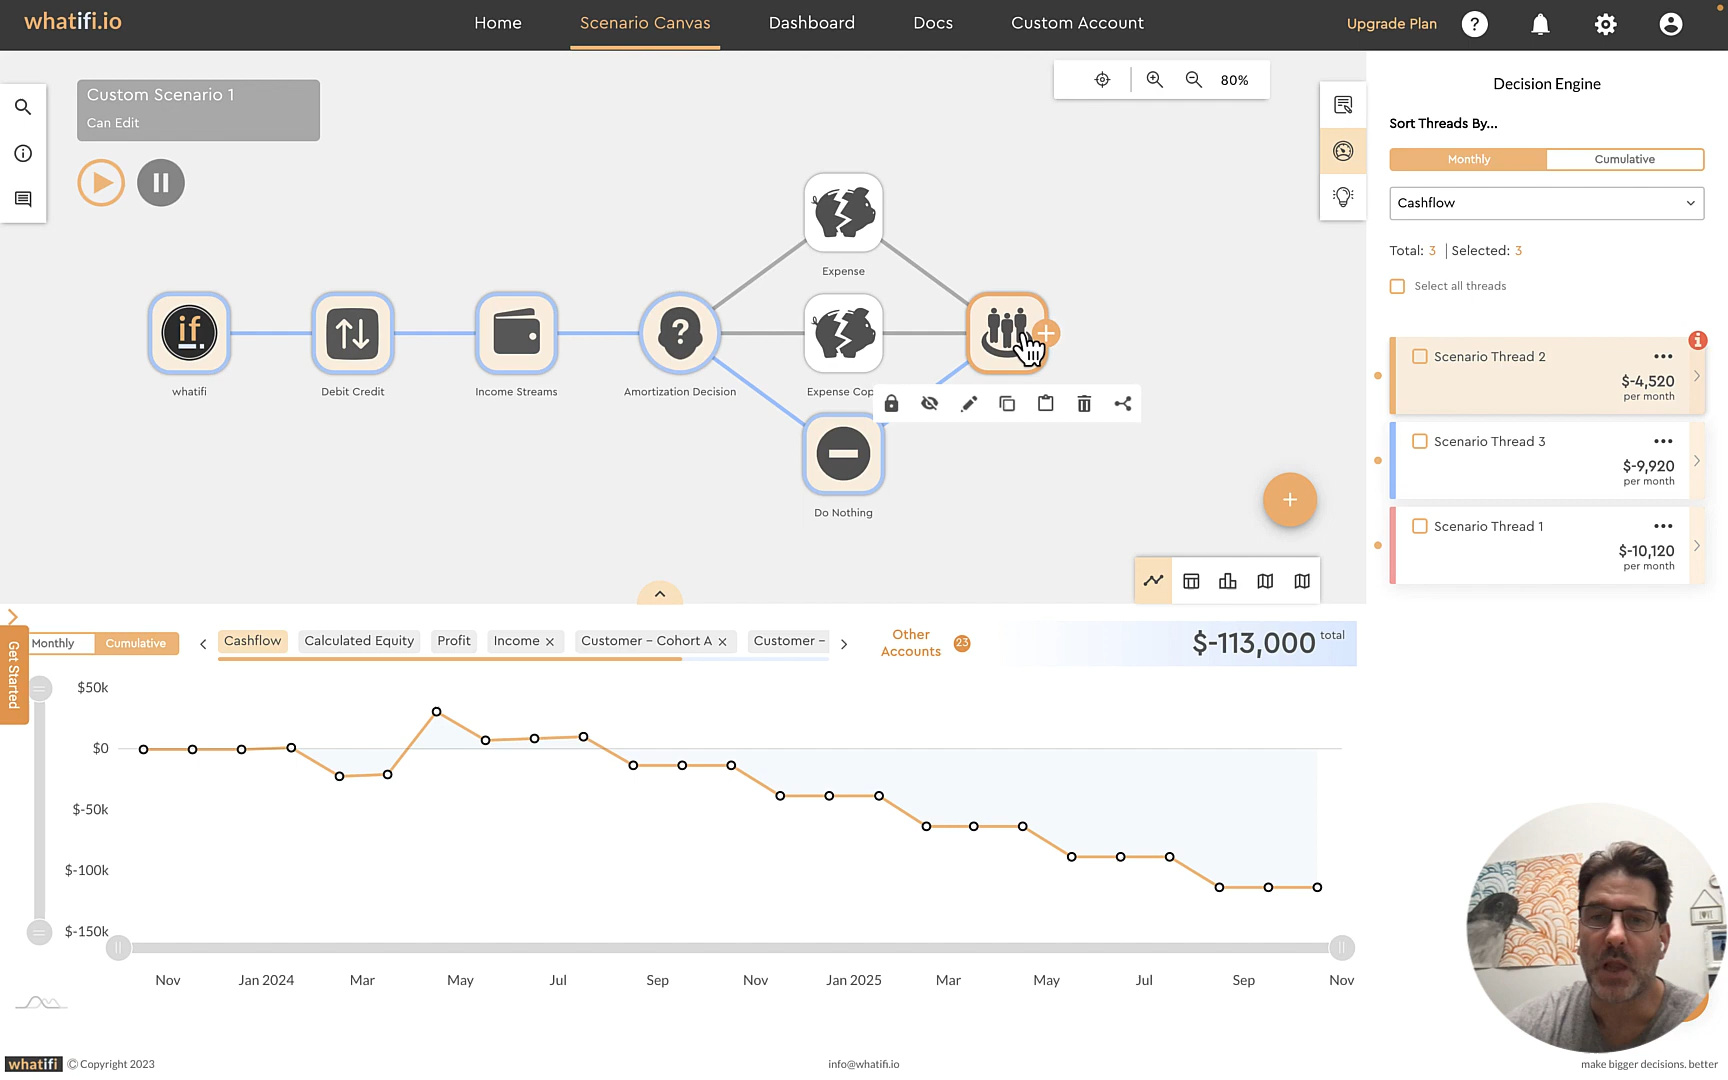 whatifi.io
Home
Scenario Canvas
Dashboard
Docs
Custom Account
Upgrade Plan
?
Custom Scenario 1
Can Edit
80%
Expense
if
?
whatifi
Debit Credit
Income Streams
Amortization Decision
Expense Cop
Do Nothing
Decision Engine
Sort Threads By...
Monthly
Cumulative
Cashflow
Total: 3 | Selected: 3
Select all threads
Scenario Thread 2
$-4,520
per month
Scenario Thread 3
$-9,920
per month
Scenario Thread 1
$-10,120
per month
Get Started
Monthly
Cumulative
Cashflow
Calculated Equity
Profit
Income
Customer - Cohort A
Customer -
Other
Accounts
23
$-113,000 total
$50k
$0
$-50k
$-100k
$-150k
Nov
Jan 2024
Mar
May
Jul
Sep
Nov
Jan 2025
Mar
May
Jul
Sep
Nov
whatifi © Copyright 2023
info@whatifi.io
make bigger decisions. better